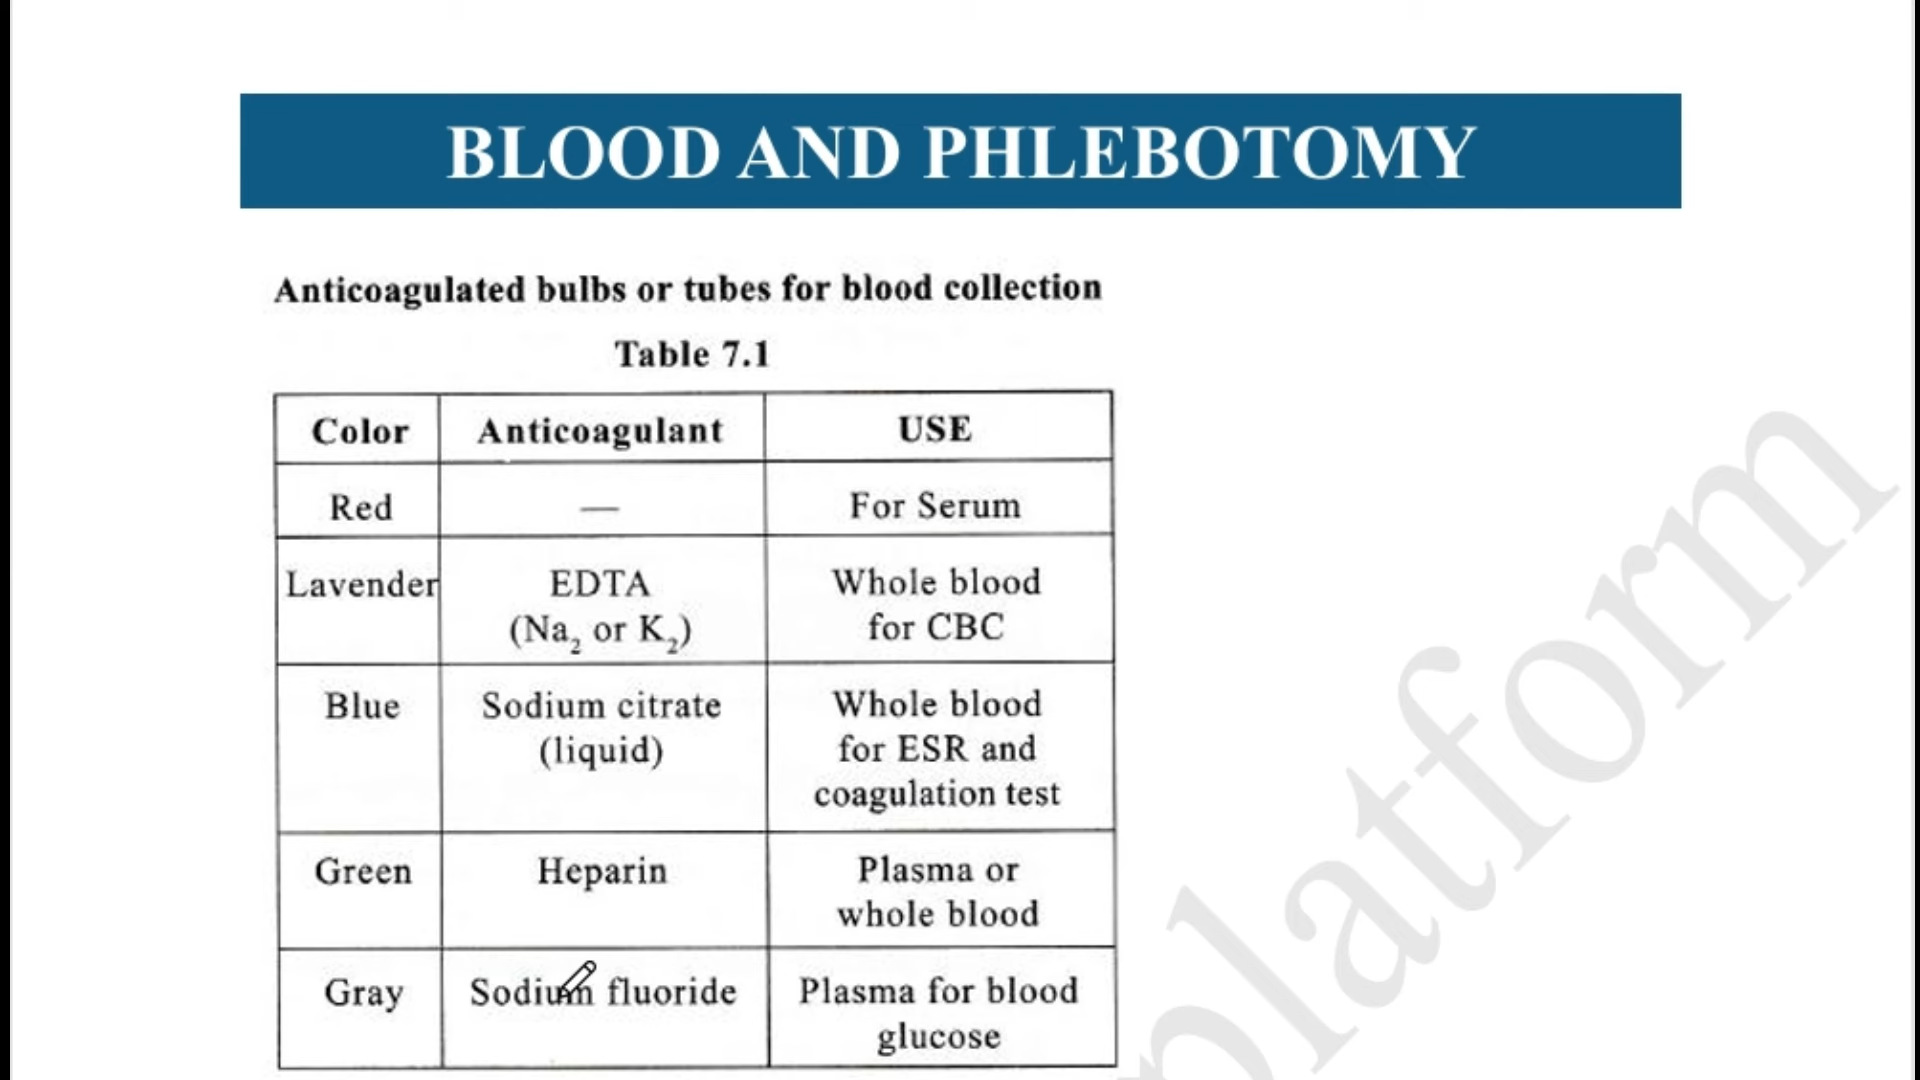 BLOOD AND PHLEBOTOMY
Anticoagulated bulbs or tubes for blood collection
Table 7.1
Color Anticoagulant USE
Red — For Serum
Lavender EDTA Whole blood
(Na₂ or K₂) for CBC
Blue Sodium citrate Whole blood
(liquid) for ESR and
coagulation test
Green Heparin Plasma or
whole blood
Gray Sodium fluoride Plasma for blood
glucose
platform